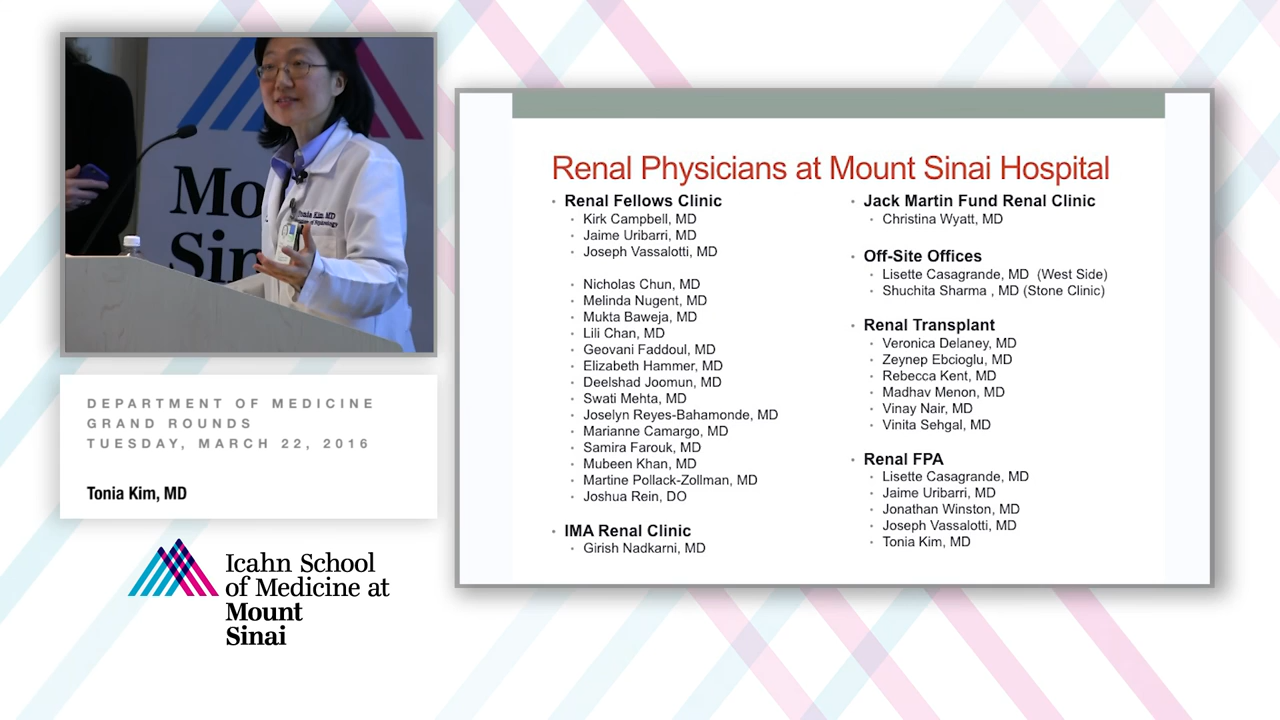 Mo
Sin
Tonia Kim MD
DEPARTMENT OF MEDICINE
GRAND ROUNDS
TUESDAY, MARCH 22, 2016
Tonia Kim, MD
Icahn School
of Medicine at
Mount
Sinai
Renal Physicians at Mount Sinai Hospital
Renal Fellows Clinic
Kirk Campbell, MD
Jaime Uribarri, MD
Joseph Vassalotti, MD
Nicholas Chun, MD
Melinda Nugent, MD
Mukta Baweja, MD
Lili Chan, MD
Geovani Faddoul, MD
Elizabeth Hammer, MD
Deelshad Joomun, MD
Swati Mehta, MD
Joselyn Reyes-Bahamonde, MD
Marianne Camargo, MD
Samira Farouk, MD
Mubeen Khan, MD
Martine Pollack-Zollman, MD
Joshua Rein, DO
IMA Renal Clinic
Girish Nadkarni, MD
Jack Martin Fund Renal Clinic
Christina Wyatt, MD
Off-Site Offices
Lisette Casagrande, MD (West Side)
Shuchita Sharma , MD (Stone Clinic)
Renal Transplant
Veronica Delaney, MD
Zeynep Ebcioglu, MD
Rebecca Kent, MD
Madhav Menon, MD
Vinay Nair, MD
Vinita Sehgal, MD
Renal FPA
Lisette Casagrande, MD
Jaime Uribarri, MD
Jonathan Winston, MD
Joseph Vassalotti, MD
Tonia Kim, MD